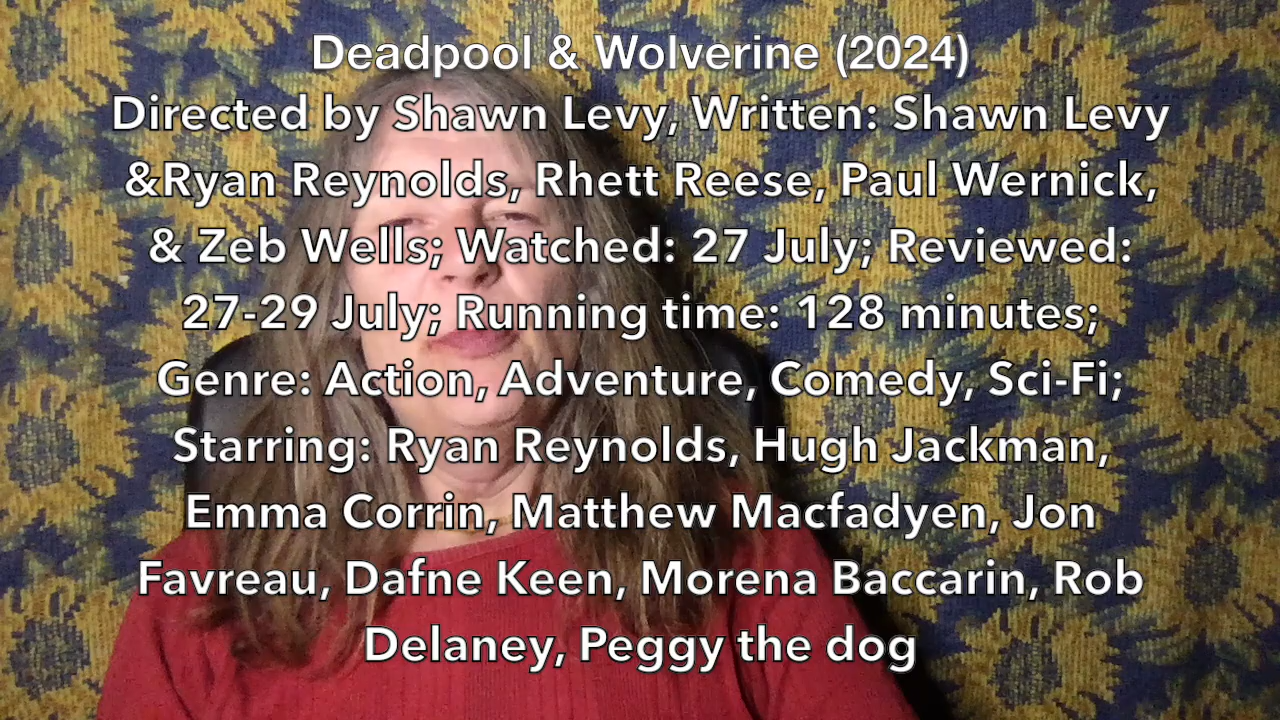 Deadpool & Wolverine (2024)
Directed by Shawn Levy, Written: Shawn Levy
&Ryan Reynolds, Rhett Reese, Paul Wernick,
& Zeb Wells; Watched: 27 July; Reviewed:
27-29 July; Running time: 128 minutes;
Genre: Action, Adventure, Comedy, Sci-Fi;
Starring: Ryan Reynolds, Hugh Jackman,
Emma Corrin, Matthew Macfadyen, Jon
Favreau, Dafne Keen, Morena Baccarin, Rob
Delaney, Peggy the dog